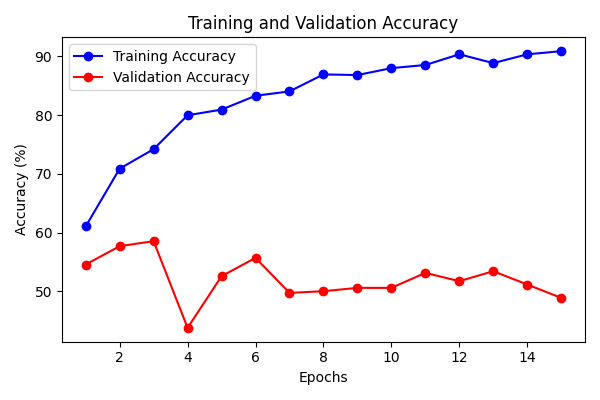 Training and Validation Accuracy
Training Accuracy
Validation Accuracy
Accuracy (%)
90
80
70
60
50
2 4 6 8 10 12 14
Epochs